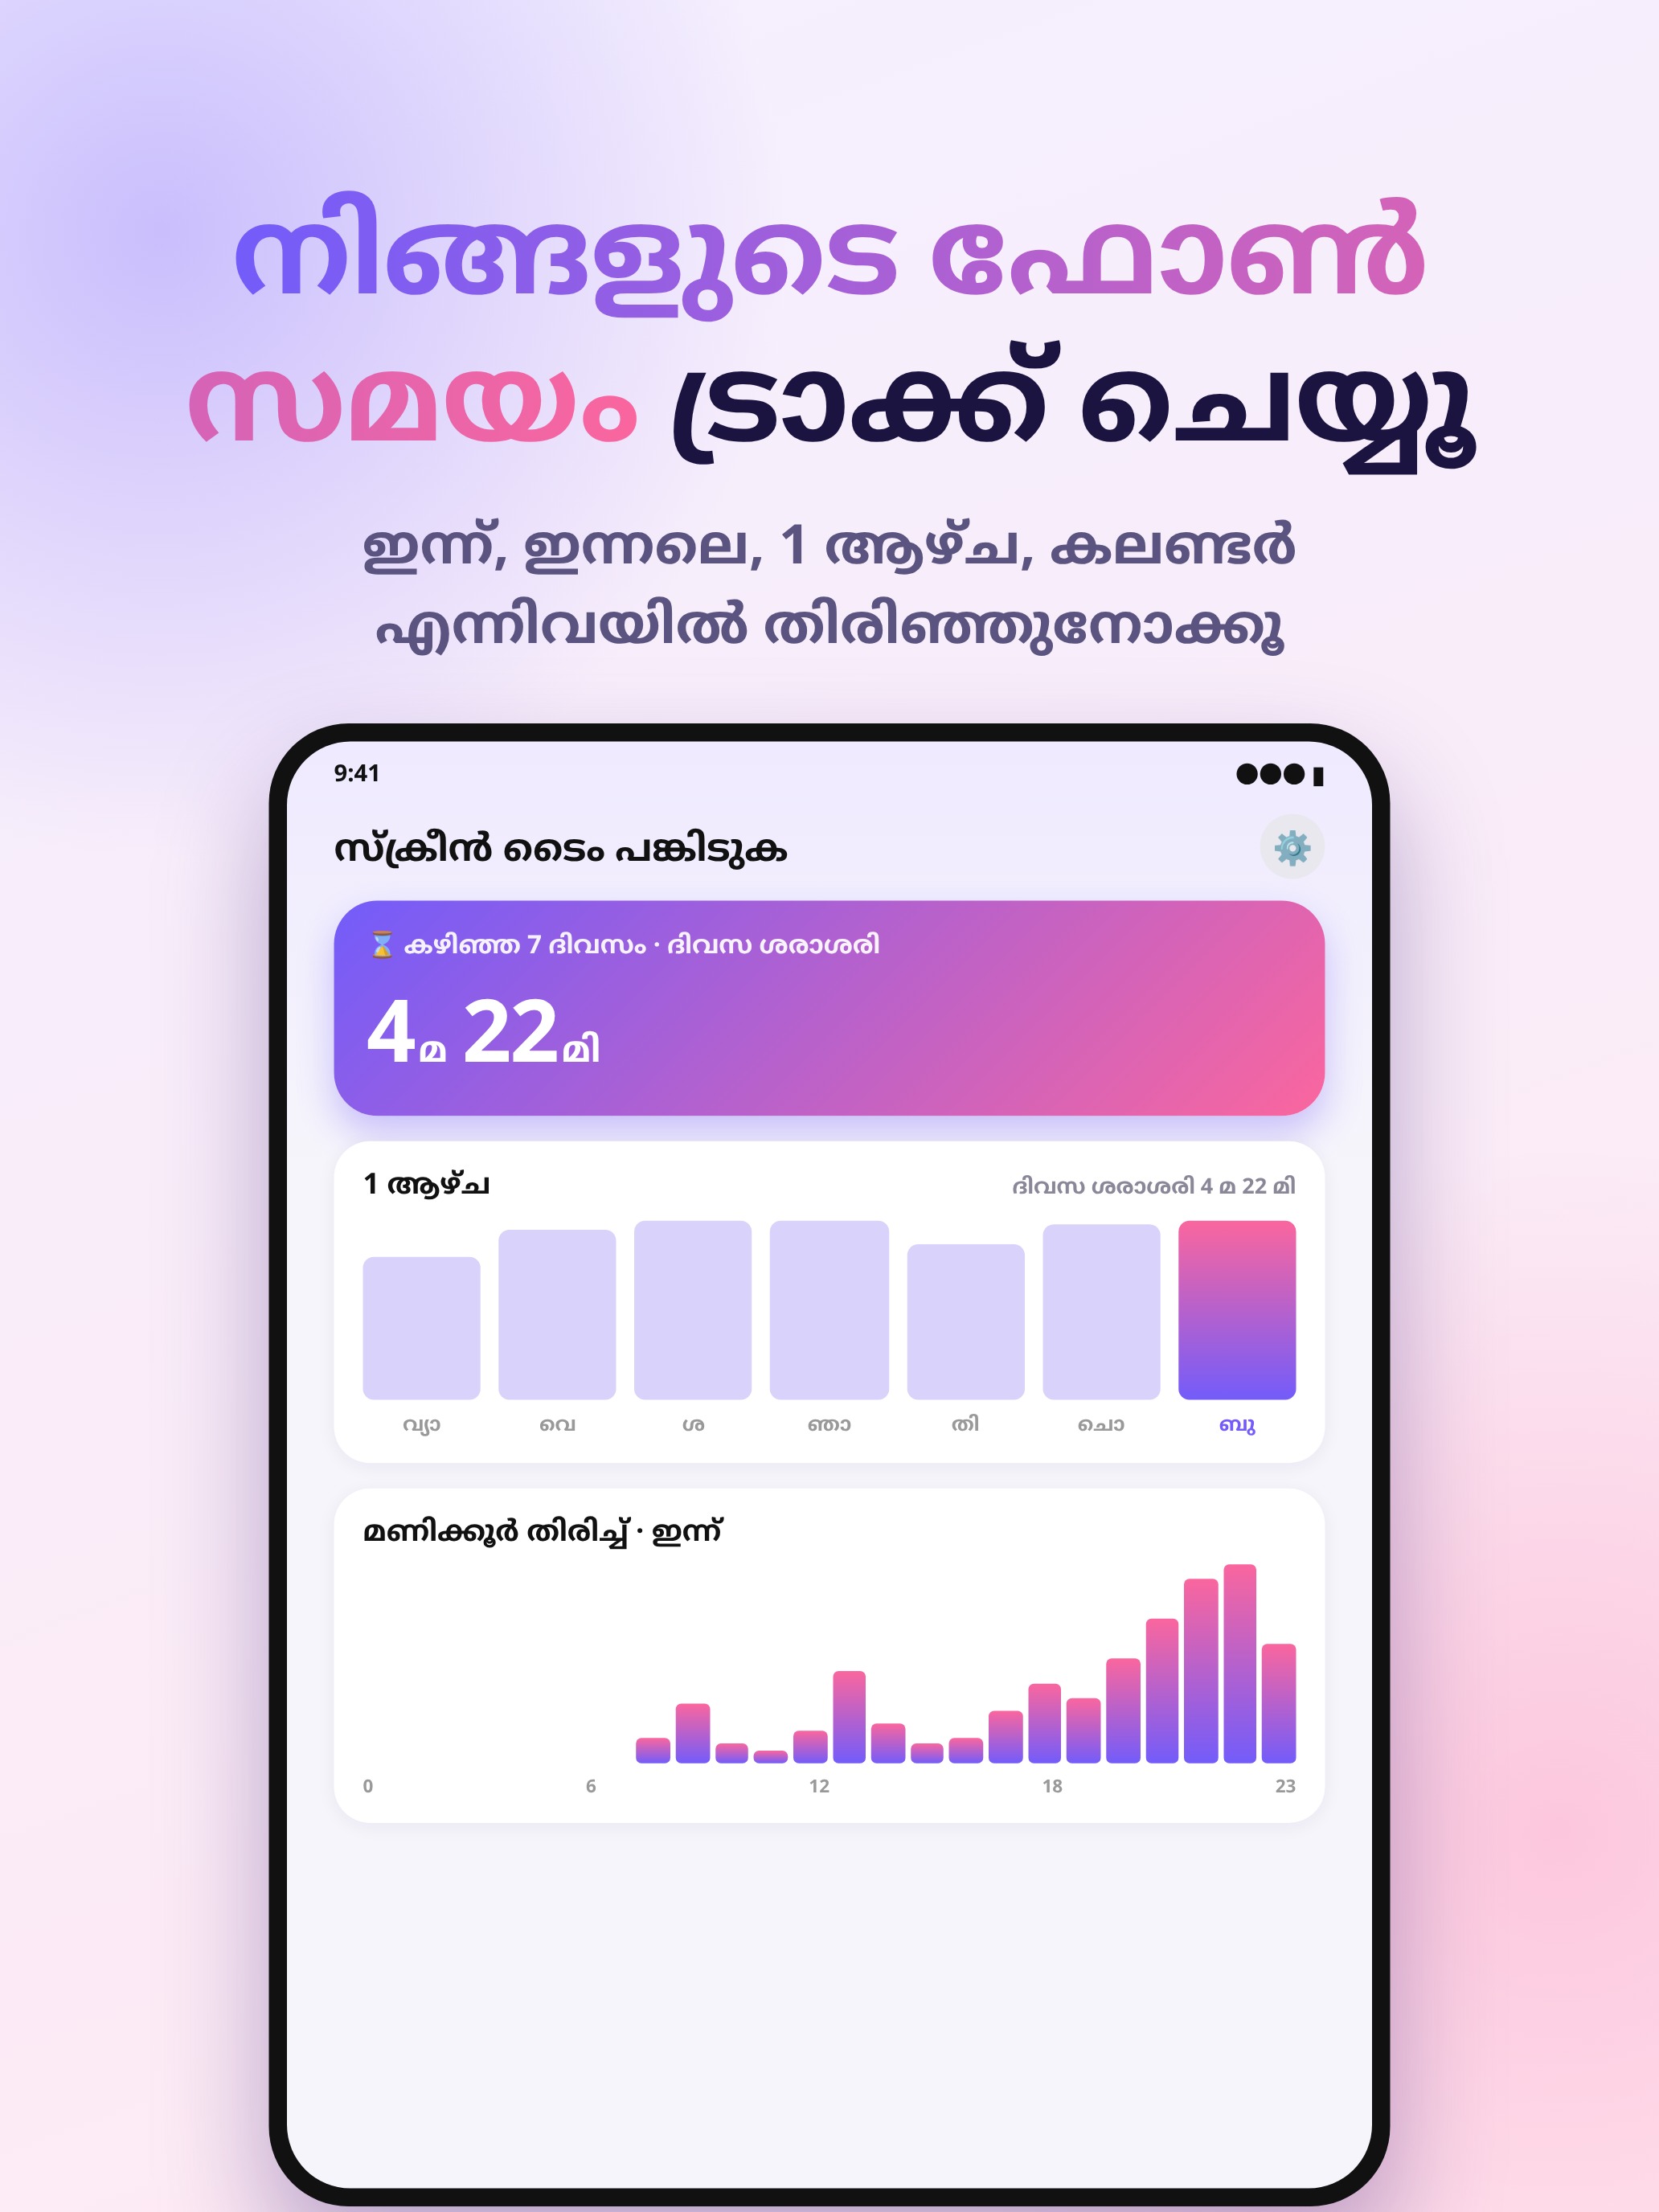 നിങ്ങളുടെ ഫോൺ
സമയം ട്രാക്ക് ചെയ്യൂ
ഇന്ന്, ഇന്നലെ, 1 ആഴ്ച, കലണ്ടർ
എന്നിവയിൽ തിരിഞ്ഞുനോക്കൂ
9:41
സ്ക്രീൻ ടൈം പങ്കിടുക
⌛ കഴിഞ്ഞ 7 ദിവസം · ദിവസ ശരാശരി
4മ 22മി
1 ആഴ്ച ദിവസ ശരാശരി 4 മ 22 മി
വ്യാ വെ ശ ഞാ തി ചൊ ബു
മണിക്കൂർ തിരിച്ച് · ഇന്ന്
0 6 12 18 23